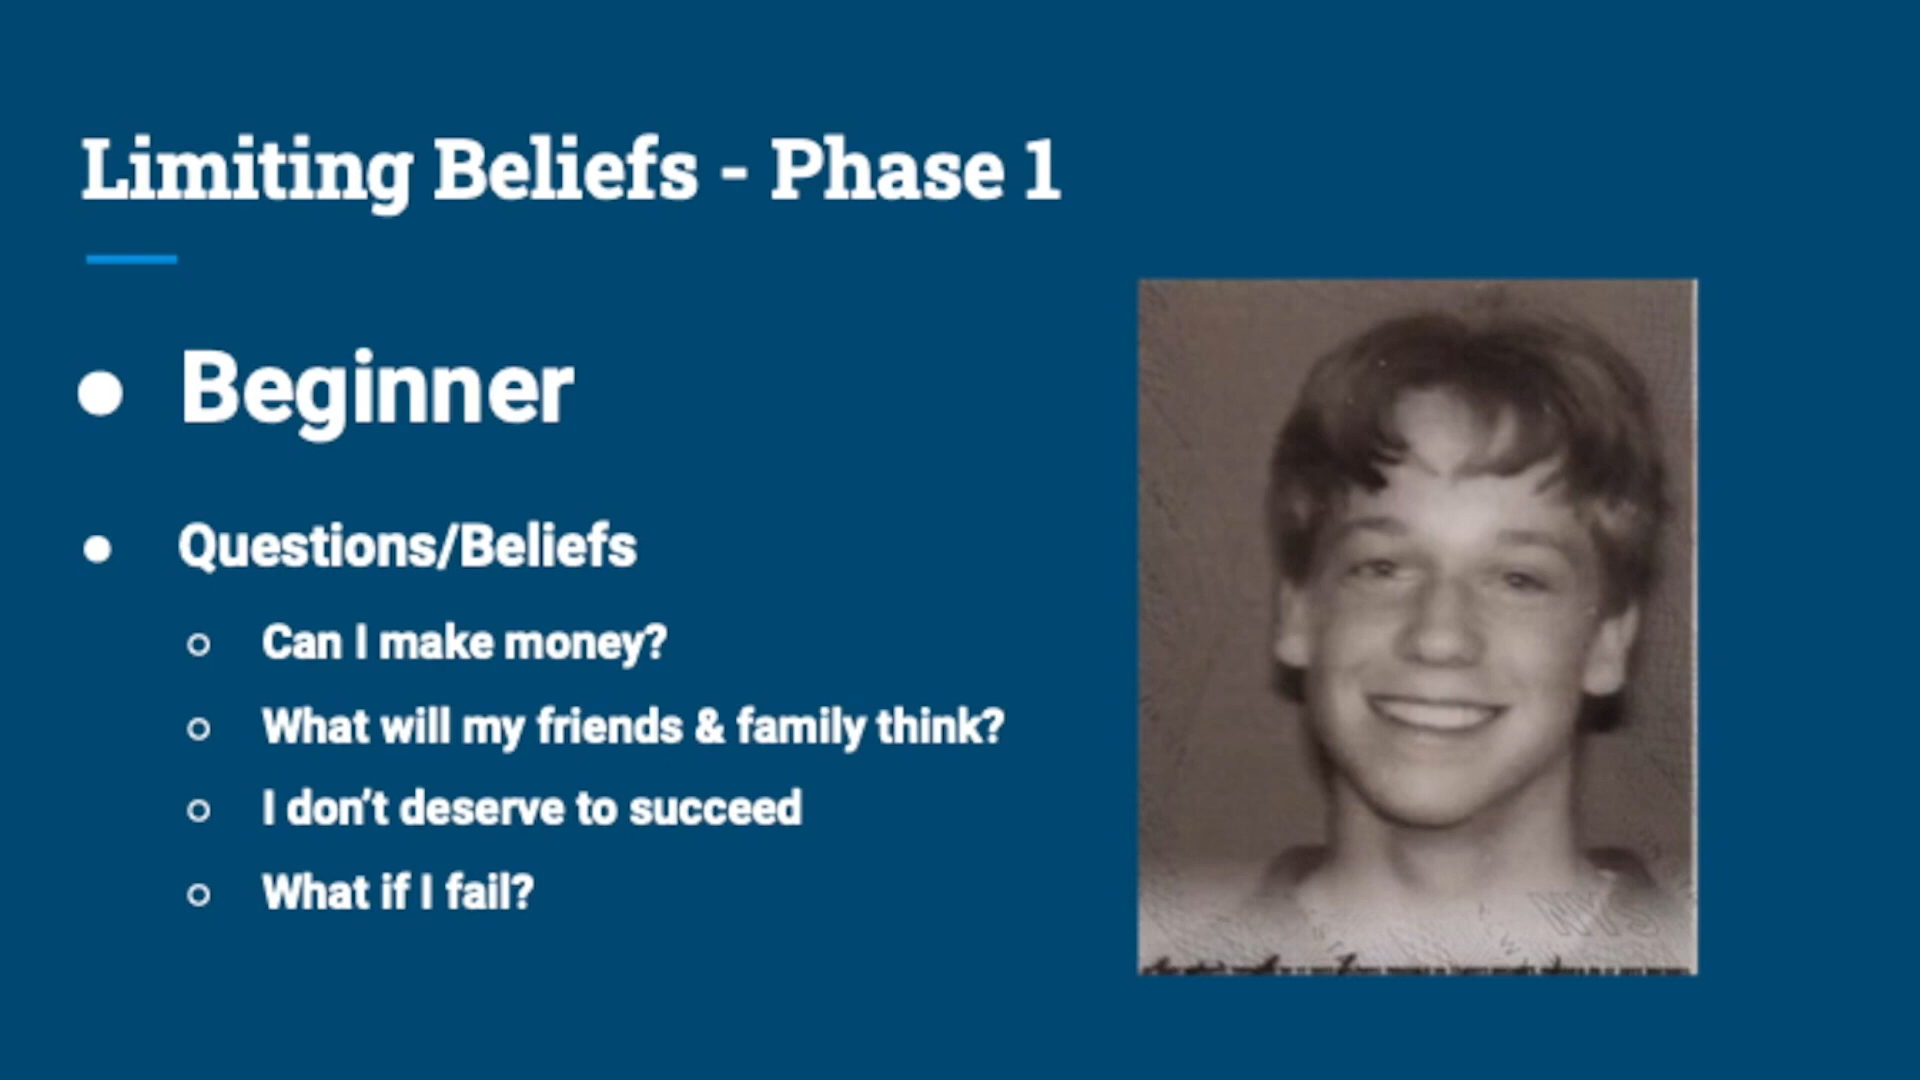 Limiting Beliefs - Phase 1
Beginner
Questions/Beliefs
Can I make money?
What will my friends & family think?
I don’t deserve to succeed
What if I fail?
NYS